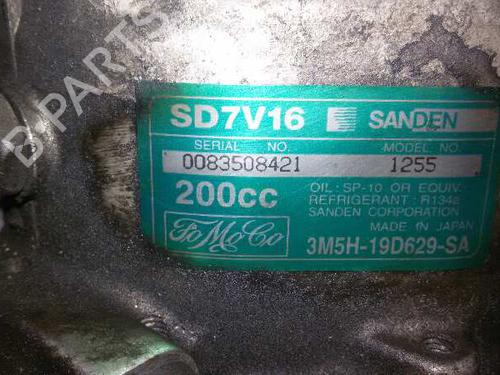 B PARTS
SD7V16 SANDEN
SERIAL NO. MODEL NO.
0083508421 1255
200cc
OIL: SP-10 OR EQUIV.
REFRIGERANT: R134a
SANDEN CORPORATION
MADE IN JAPAN
FoMoCo
3M5H-19D629-SA